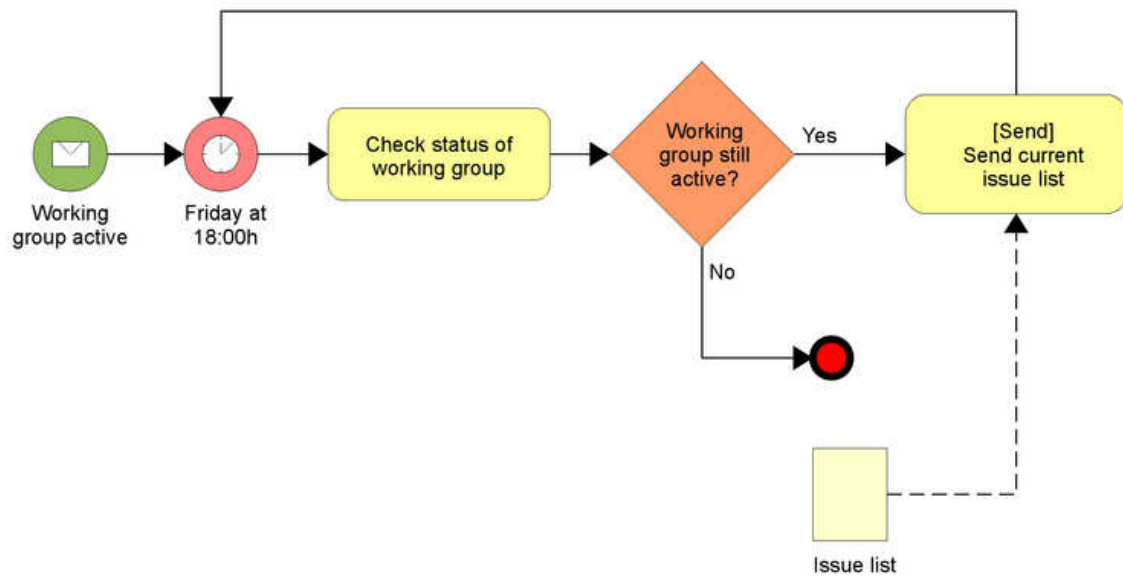 Working
group active
Friday at
18:00h
Check status of
working group
Working
group still
active?
Yes
No
[Send]
Send current
issue list
Issue list